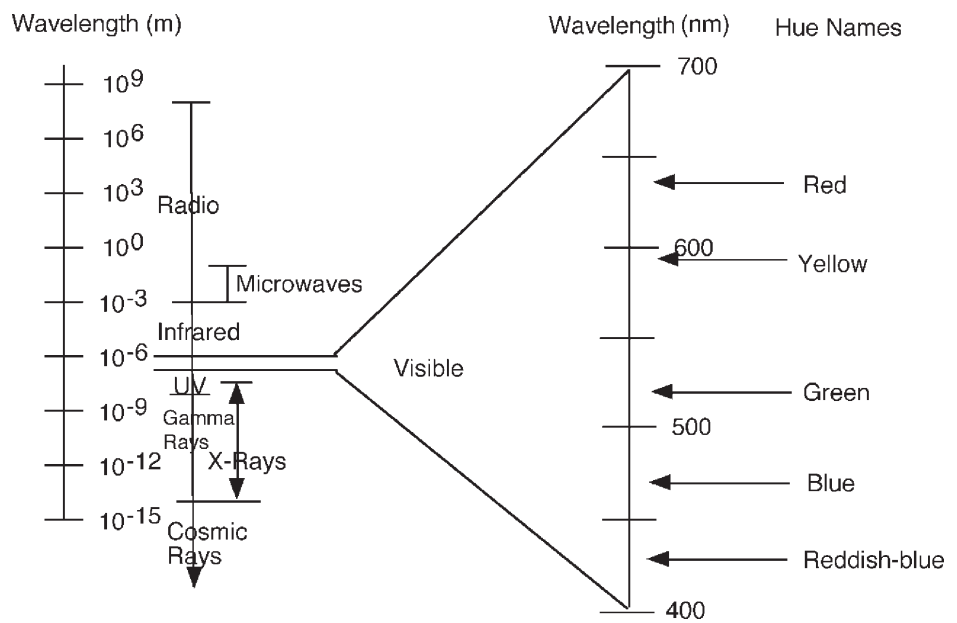 Wavelength (m)
Wavelength (nm)
Hue Names
10^9
10^6
10^3
10^0
10^-3
10^-6
10^-9
10^-12
10^-15
Radio
Microwaves
Infrared
UV
Gamma
Rays
X-Rays
Cosmic
Rays
Visible
700
600
500
400
Red
Yellow
Green
Blue
Reddish-blue